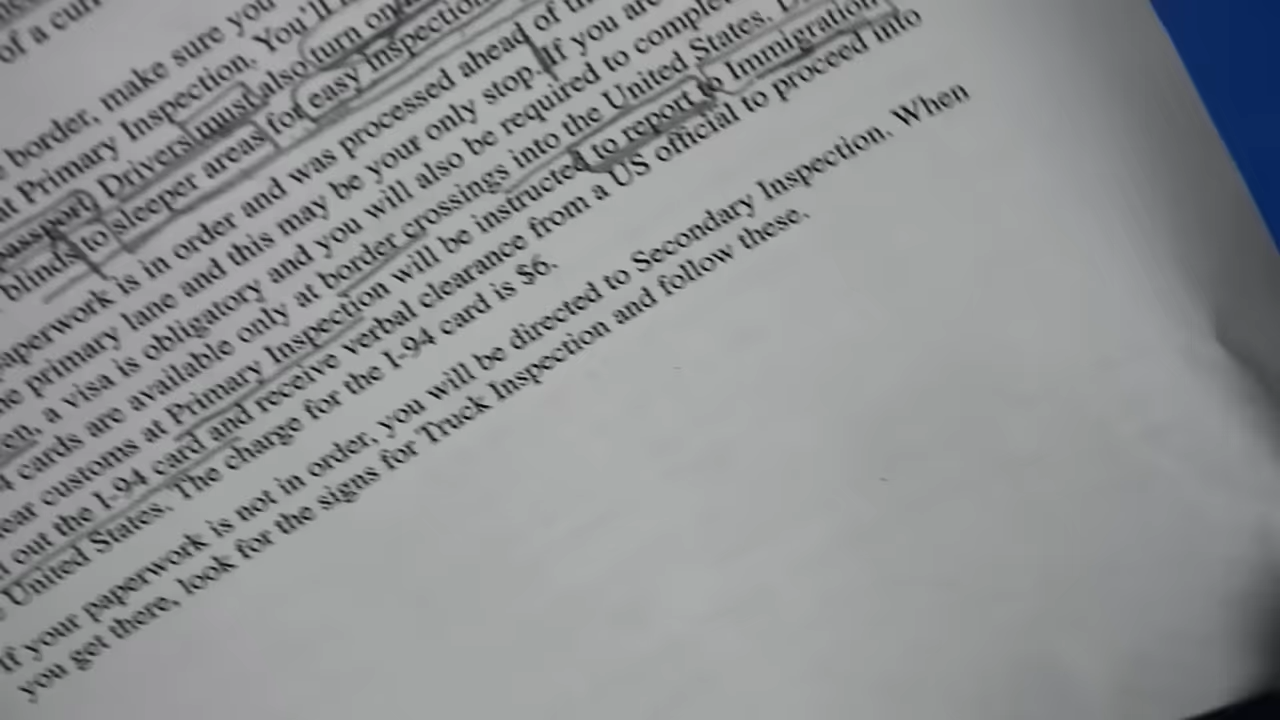 of a curr
border, make sure you
at Primary Inspection. You'll
Drivers must also turn on
blinds to sleeper areas for easy inspection
paperwork is in order and was processed ahead of
primary lane and this may be your only stop. If you are
a visa is obligatory and you will also be required to complet
cards are available only at border crossings into the United States. D
customs at Primary Inspection will be instructed to report to Immigration
out the I-94 card and receive verbal clearance from a US official to proceed into
United States. The charge for the I-94 card is $6.
If your paperwork is not in order, you will be directed to Secondary Inspection. When
you get there, look for the signs for Truck Inspection and follow these.